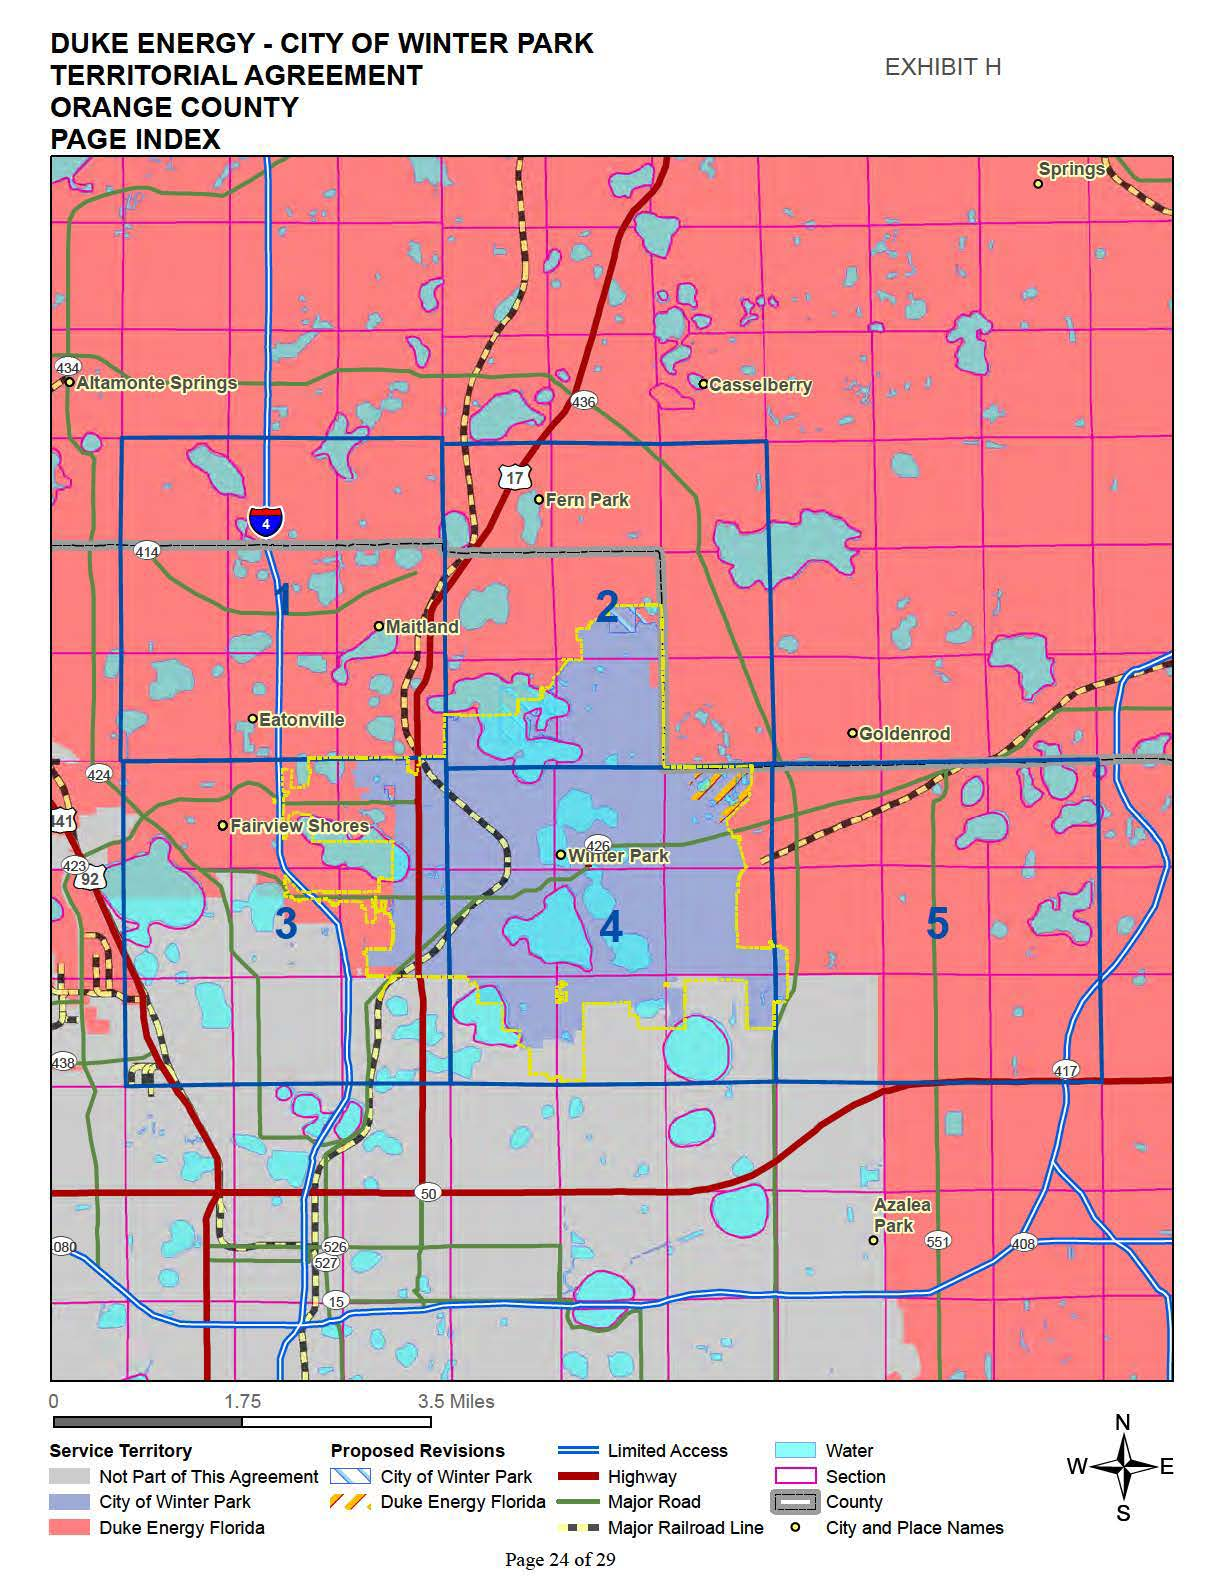 DUKE ENERGY - CITY OF WINTER PARK
TERRITORIAL AGREEMENT
ORANGE COUNTY
PAGE INDEX
EXHIBIT H
Springs
434
Altamonte Springs
436
Casselberry
17
Fern Park
4
414
1
2
Maitland
Eatonville
Goldenrod
424
441
Fairview Shores
423
92
426
Winter Park
3
4
5
438
417
50
Azalea
Park
080
526
527
551
408
15
0 1.75 3.5 Miles
Service Territory
Not Part of This Agreement
City of Winter Park
Duke Energy Florida
Proposed Revisions
City of Winter Park
Duke Energy Florida
Limited Access
Highway
Major Road
Major Railroad Line
Water
Section
County
City and Place Names
N
W E
S
Page 24 of 29